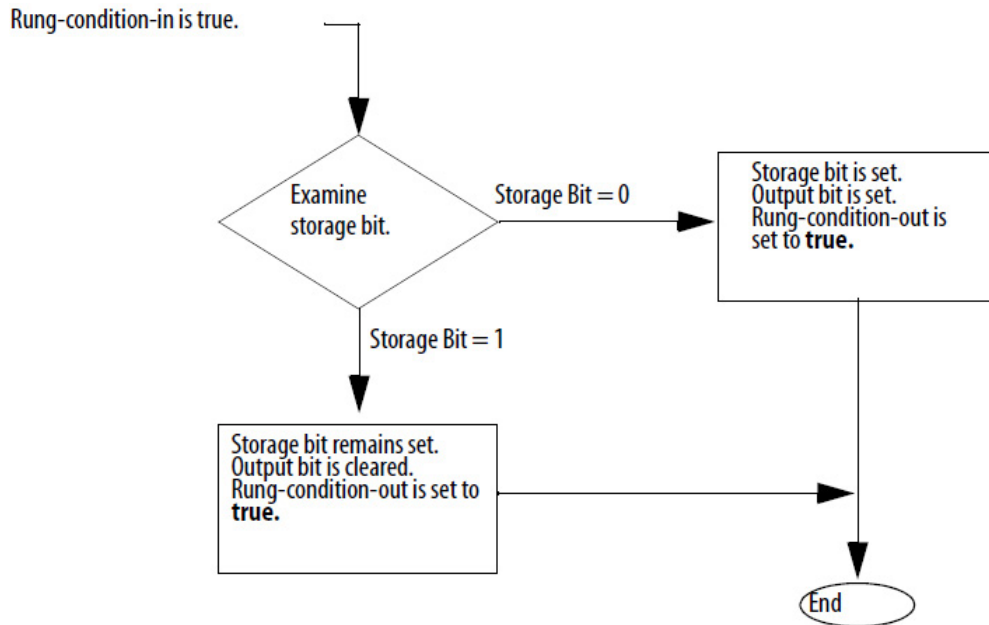 Rung-condition-in is true.
Examine
storage bit.
Storage Bit = 0
Storage bit is set.
Output bit is set.
Rung-condition-out is
set to true.
Storage Bit = 1
Storage bit remains set.
Output bit is cleared.
Rung-condition-out is set to
true.
End